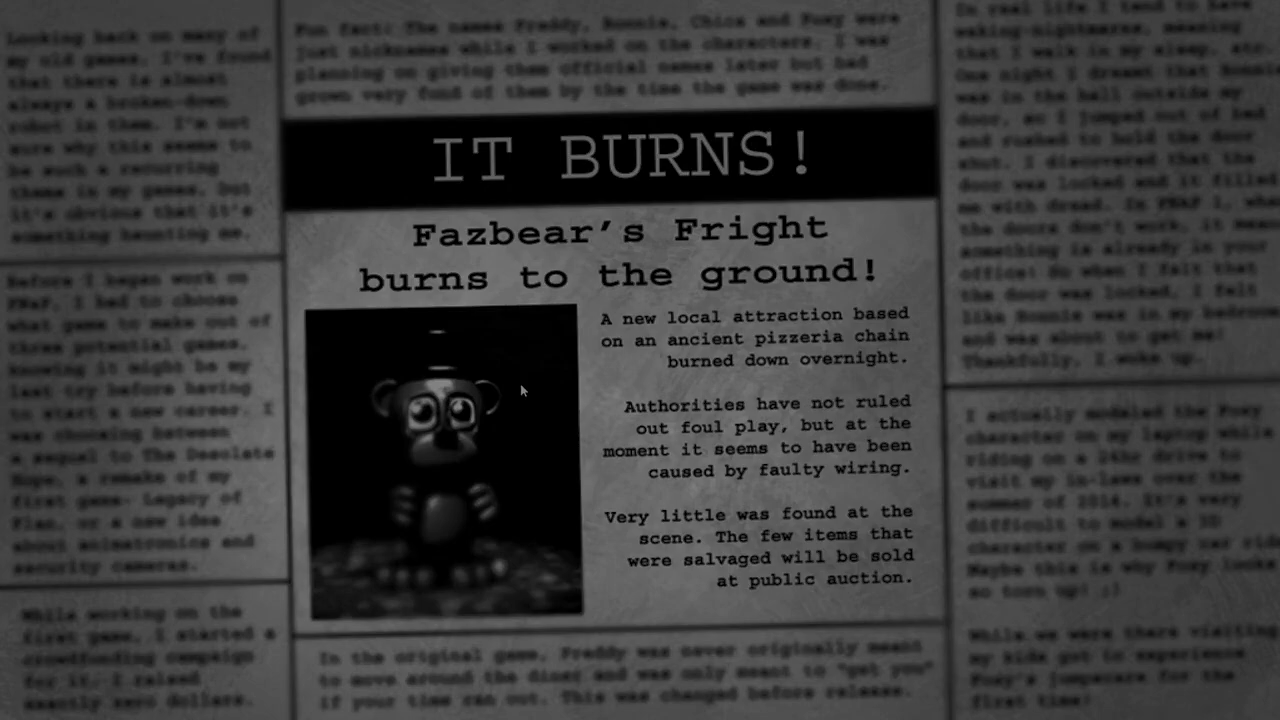 Looking back on many of
my old games, I've found
that there is almost
always a broken-down
robot in them. I'm not
sure why this seems to
be such a recurring
theme in my games, but
it's obvious that it's
something haunting me.
Before I began work on
FNaF, I had to choose
what game to make out of
three potential games,
knowing it might be my
last try before having
to start a new career. I
was choosing between
a sequel to The Desolate
Hope, a remake of my
first game- Legacy of
Flan, or a new idea
about animatronics and
security cameras.
While working on the
first game, I started a
crowdfunding campaign
for it. I raised
exactly zero dollars.
Fun fact: The names Freddy, Bonnie, Chica and Foxy were
just nicknames while I worked on the characters. I was
planning on giving them official names later but had
grown very fond of them by the time the game was done.
IT BURNS!
Fazbear's Fright
burns to the ground!
A new local attraction based
on an ancient pizzeria chain
burned down overnight.
Authorities have not ruled
out foul play, but at the
moment it seems to have been
caused by faulty wiring.
Very little was found at the
scene. The few items that
were salvaged will be sold
at public auction.
In the original game, Freddy was never originally meant
to move around the diner and was only meant to "get you"
if your time ran out. This was changed before release.
In real life I tend to have
waking-nightmares, meaning
that I walk in my sleep, etc.
One night I dreamt that Bonnie
was in the hall outside my
door, so I jumped out of bed
and rushed to hold the door
shut. I discovered that the
door was locked and it filled
me with dread. In FNAF 1, when
the doors don't work, it means
something is already in your
office! So when I felt that
the door was locked, I felt
like Bonnie was in my bedroom
and was about to get me!
Thankfully, I woke up.
I actually modeled the Foxy
character on my laptop while
riding on a 24hr drive to
visit my in-laws over the
summer of 2014. It's very
difficult to model a 3D
character on a bumpy car ride
Maybe this is why Foxy looks
so torn up! ;)
While we were there visiting
my kids got to experience
Foxy's jumpscare for the
first time!